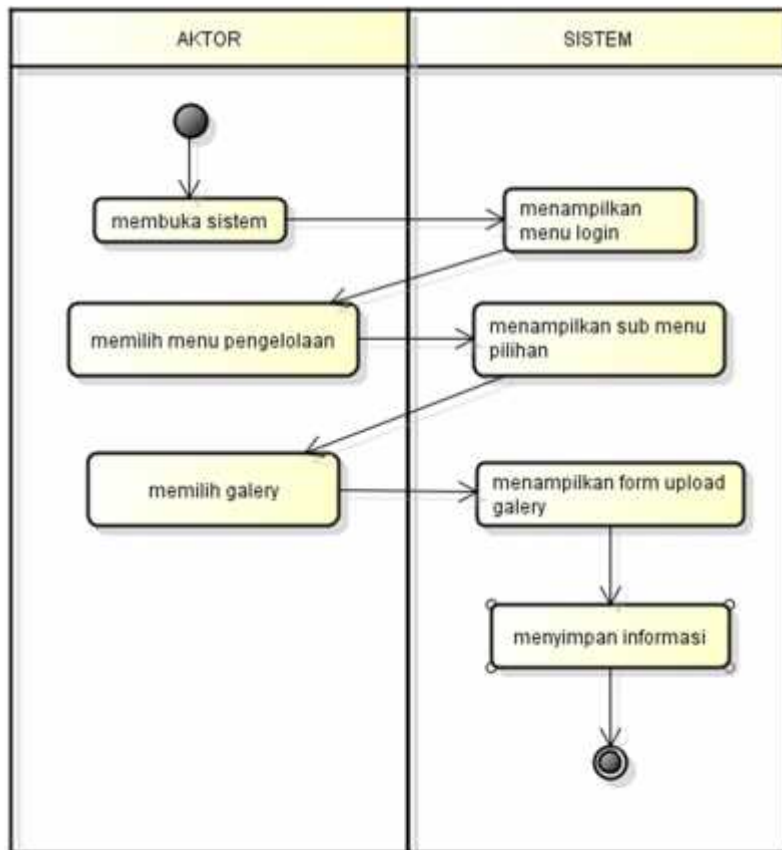 AKTOR
SISTEM
membuka sistem
menampilkan
menu login
memilih menu pengelolaan
menampilkan sub menu
pilihan
memilih galery
menampilkan form upload
galery
menyimpan informasi